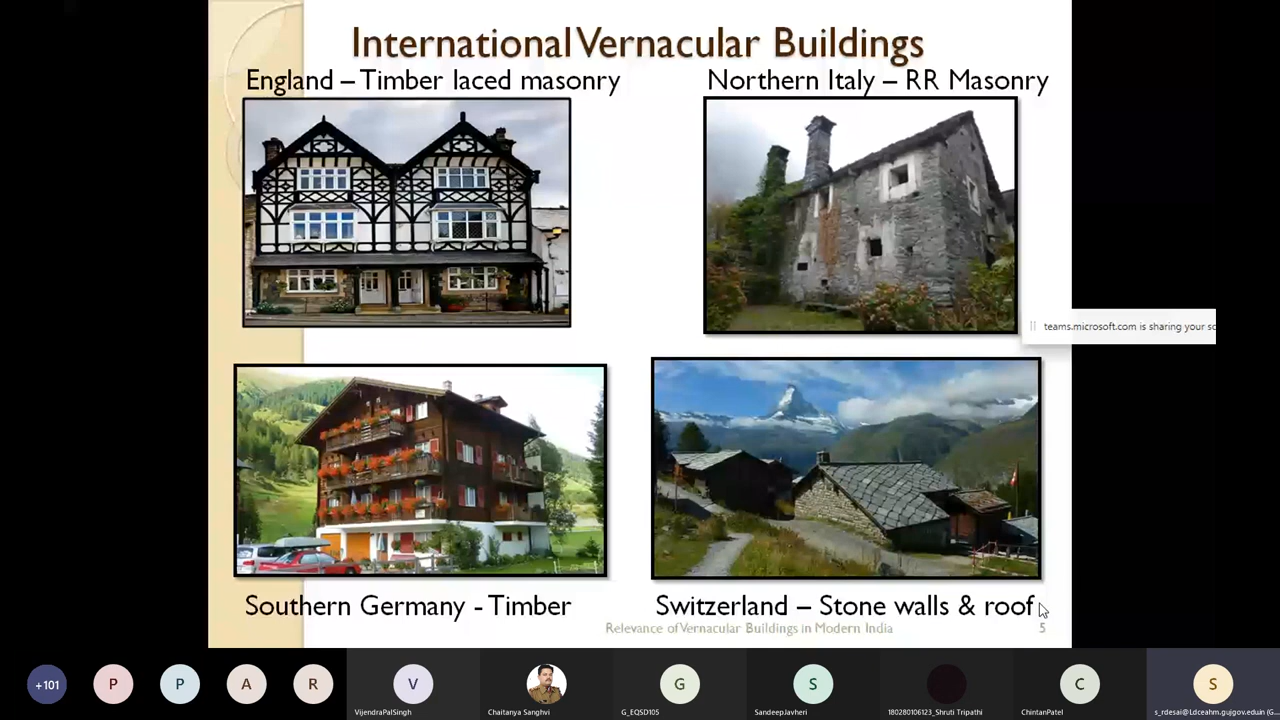 International Vernacular Buildings
England – Timber laced masonry
Northern Italy – RR Masonry
teams.microsoft.com is sharing your sc
Southern Germany - Timber
Switzerland – Stone walls & roof
Relevance of Vernacular Buildings in Modern India
5
+101
P
P
A
R
V
G
S
C
S
VijendraPalSingh
Chaitanya Sanghvi
G_EQSD105
SandeepJavheri
180280106123_Shruti Tripathi
ChintanPatel
s_rdesai@Ldceahm.gujgov.eduin (G...